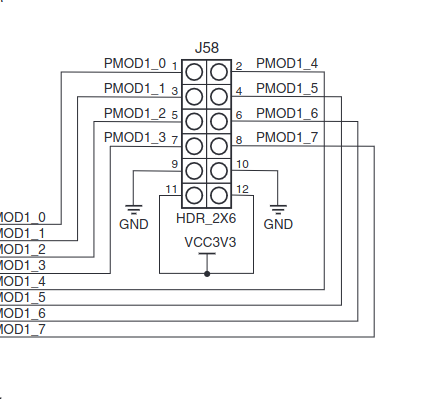 J58
PMOD1_0 1 2 PMOD1_4
PMOD1_1 3 4 PMOD1_5
PMOD1_2 5 6 PMOD1_6
PMOD1_3 7 8 PMOD1_7
9 10
11 12
GND HDR_2X6 GND
VCC3V3
MOD1_0
MOD1_1
MOD1_2
MOD1_3
MOD1_4
MOD1_5
MOD1_6
MOD1_7